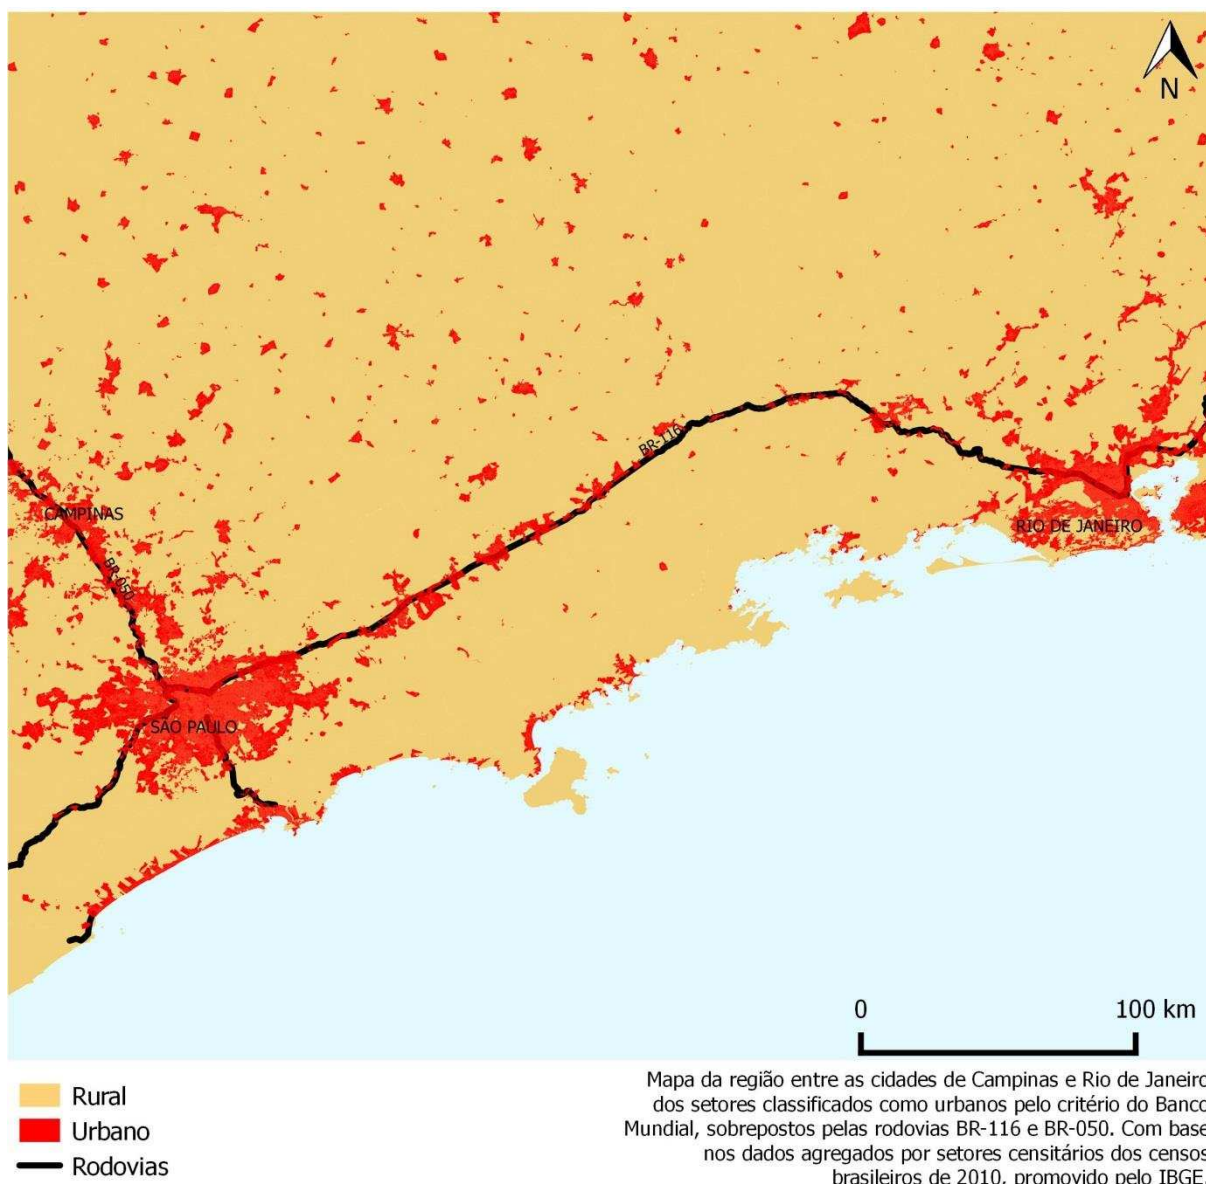 N
BR-116
CAMPINAS
RIO DE JANEIRO
BR-050
SÃO PAULO
0 100 km
Rural
Urbano
Rodovias
Mapa da região entre as cidades de Campinas e Rio de Janeiro
dos setores classificados como urbanos pelo critério do Banco
Mundial, sobrepostos pelas rodovias BR-116 e BR-050. Com base
nos dados agregados por setores censitários dos censos
brasileiros de 2010, promovido pelo IBGE.